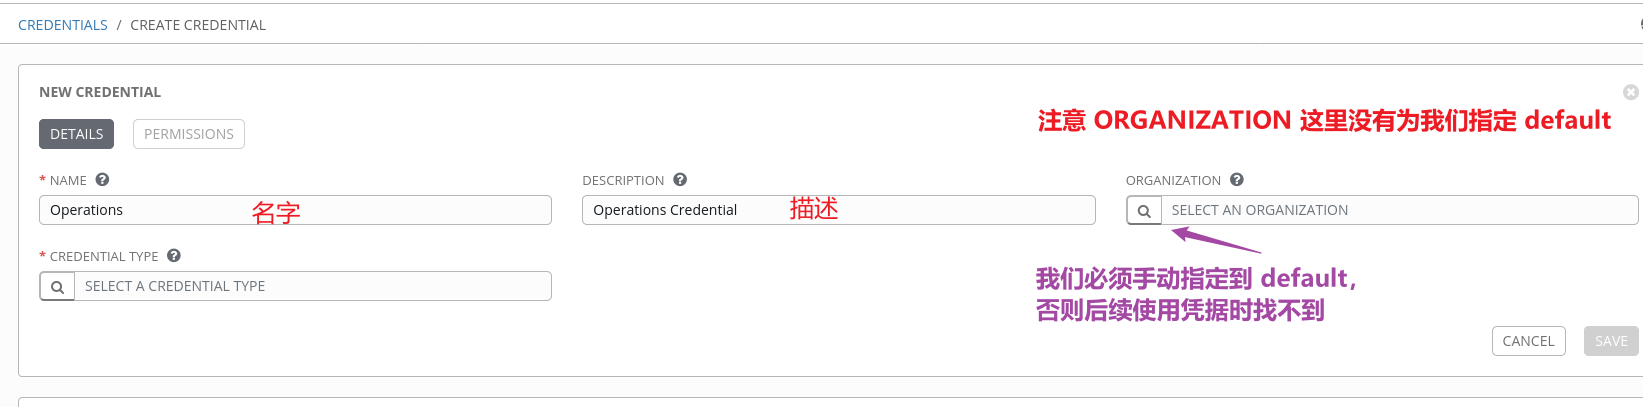 CREDENTIALS / CREATE CREDENTIAL
NEW CREDENTIAL
DETAILS PERMISSIONS
注意 ORGANIZATION 这里没有为我们指定 default
* NAME DESCRIPTION ORGANIZATION
Operations 名字 Operations Credential 描述 SELECT AN ORGANIZATION
* CREDENTIAL TYPE
SELECT A CREDENTIAL TYPE
我们必须手动指定到 default，
否则后续使用凭据时找不到
CANCEL SAVE